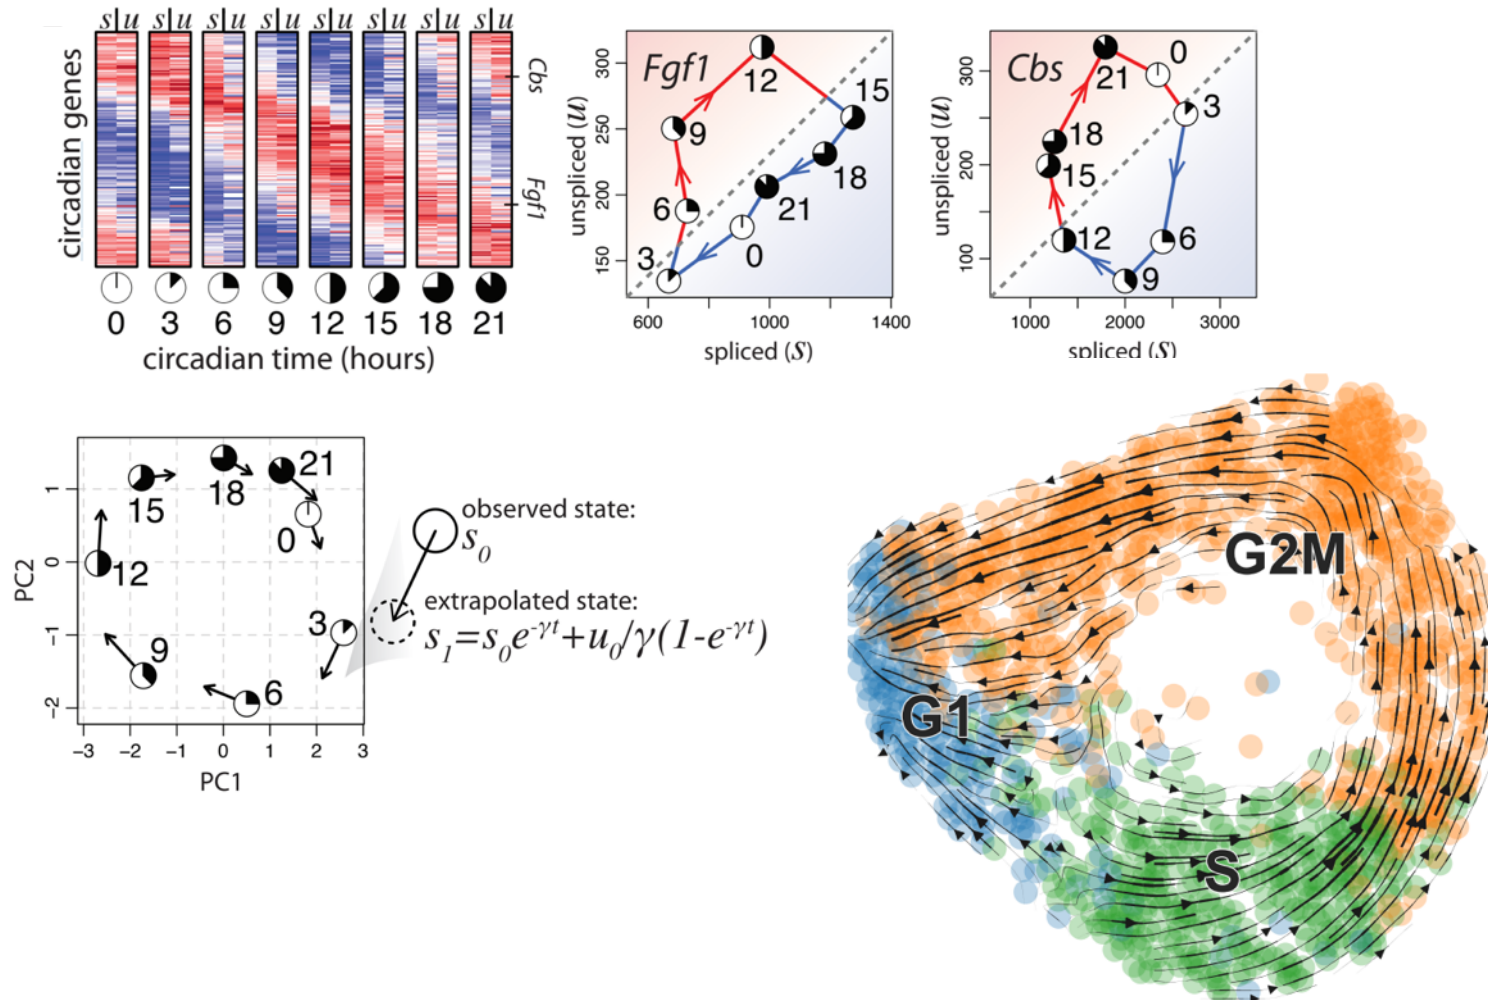 s|u s|u s|u s|u s|u s|u s|u s|u
circadian genes
Cbs
Fgf1
0 3 6 9 12 15 18 21
circadian time (hours)
Fgf1
unspliced (u)
300
250
200
150
12
15
9
18
6
21
3
0
600 1000 1400
spliced (s)
Cbs
unspliced (u)
300
200
100
0
21
3
18
15
12
6
9
1000 2000 3000
spliced (s)
PC2
1
0
-1
-2
15
18
21
0
12
3
9
6
−3 −2 −1 0 1 2 3
PC1
observed state:
s0
extrapolated state:
s1=s0e-γt+u0/γ(1-e-γt)
G2M
G1
S